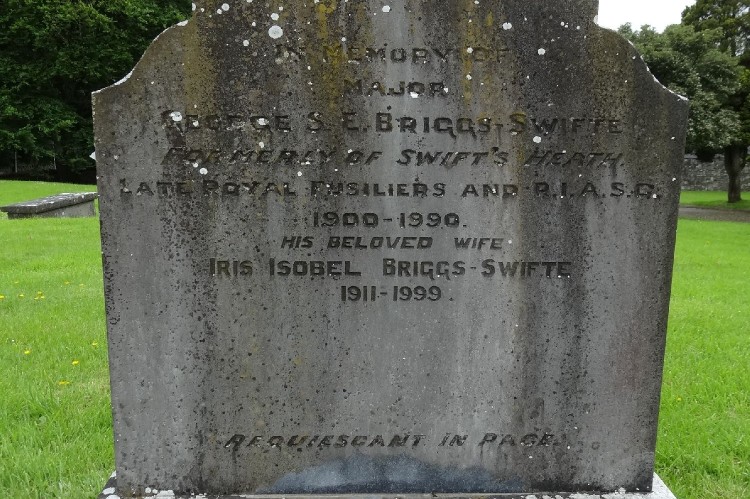 IN MEMORY OF
MAJOR
GEORGE S. E. BRIGGS-SWIFTE
FORMERLY OF SWIFT'S HEATH
LATE ROYAL FUSILIERS AND R.I.A.S.C.
1900-1990.
HIS BELOVED WIFE
IRIS ISOBEL BRIGGS-SWIFTE
1911-1999.
REQUIESCANT IN PACE.